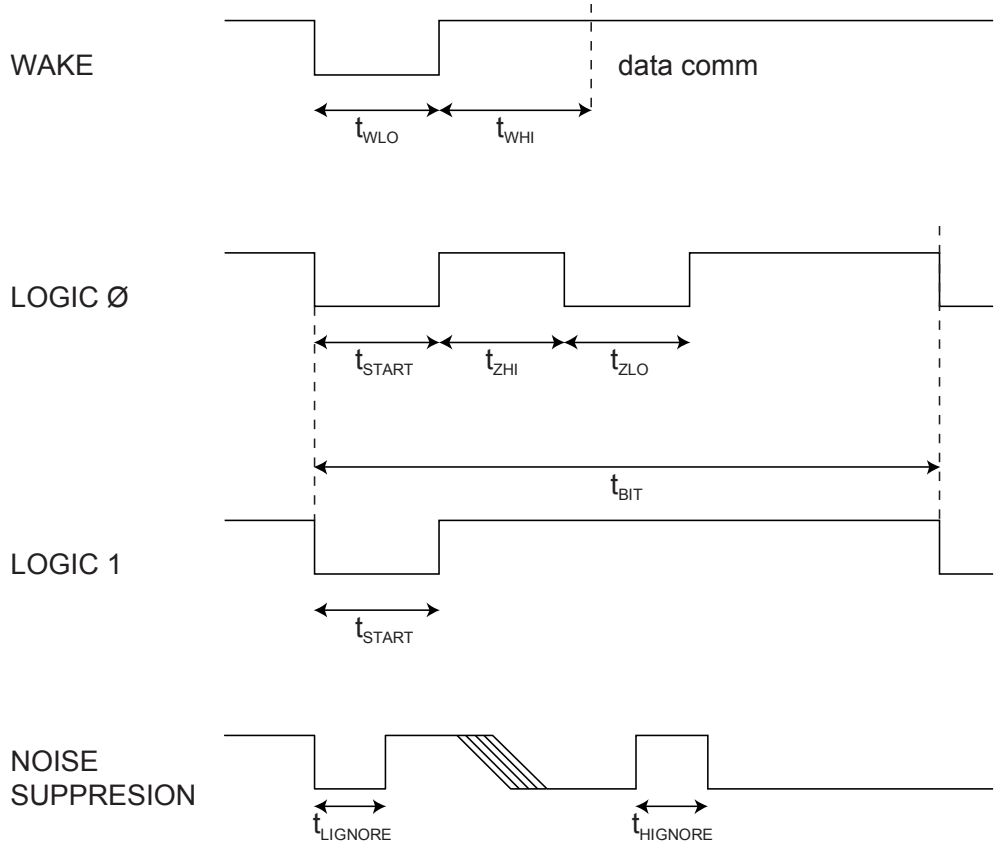 WAKE
data comm
tWLO
tWHI
LOGIC Ø
tSTART
tZHI
tZLO
tBIT
LOGIC 1
tSTART
NOISE
SUPPRESION
tLIGNORE
tHIGNORE